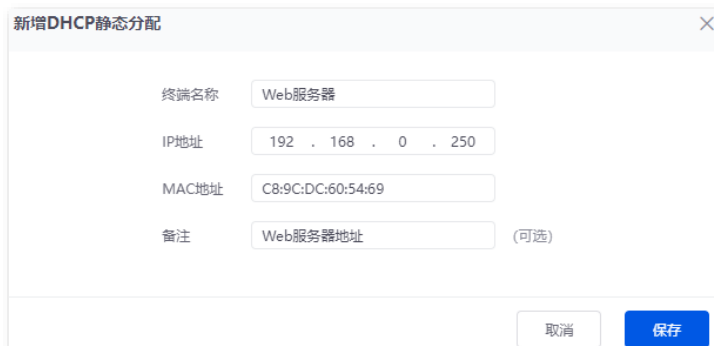 新增DHCP静态分配
终端名称 Web服务器
IP地址 192 . 168 . 0 . 250
MAC地址 C8:9C:DC:60:54:69
备注 Web服务器地址 (可选)
取消 保存